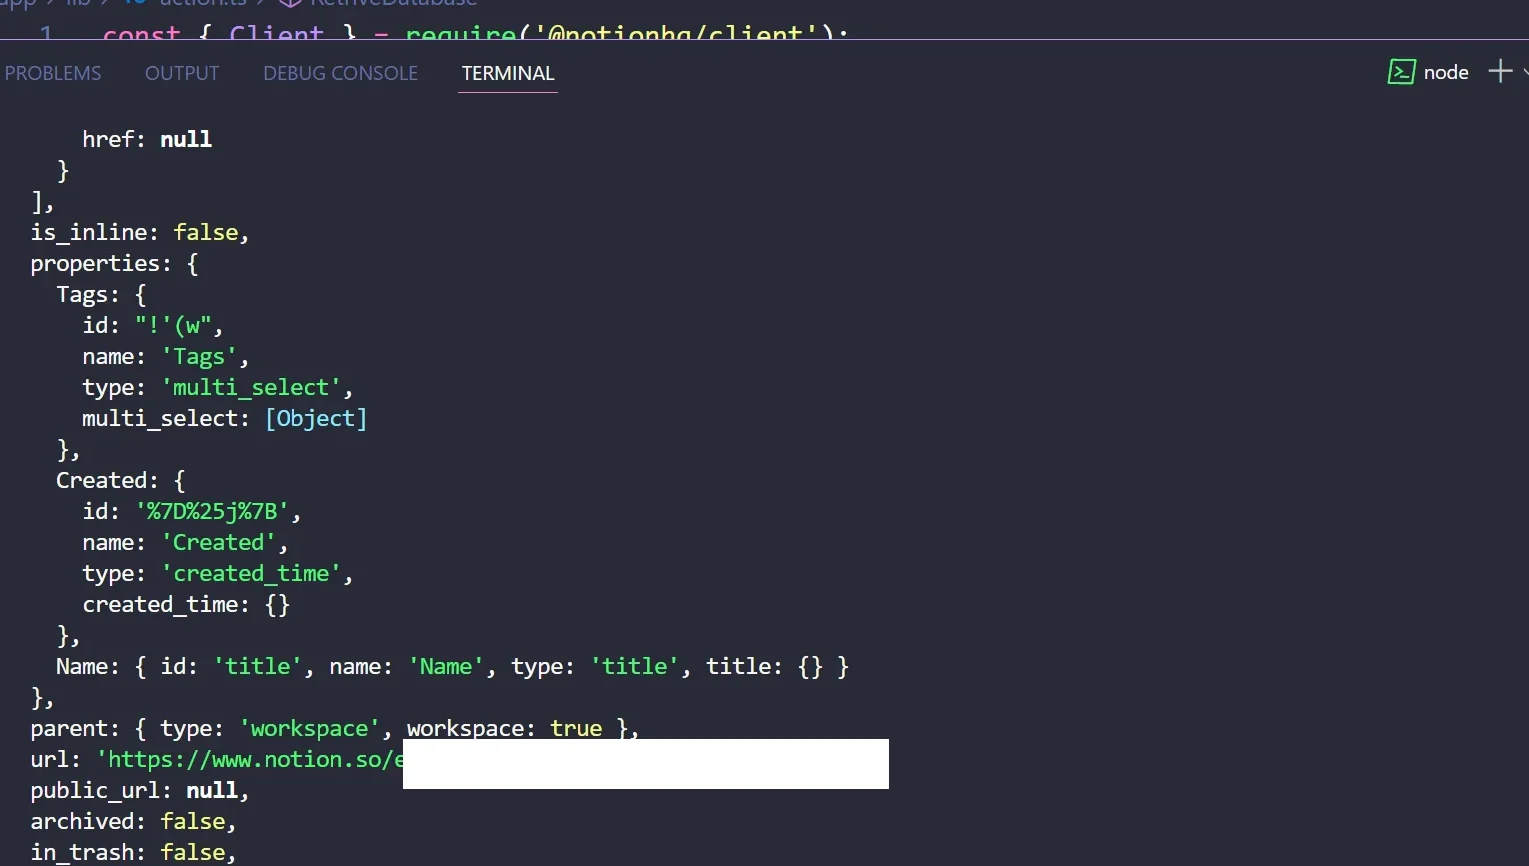 app > lib > TS action.ts > RetriveDatabase
1 const { Client } = require('@notionhq/client');
PROBLEMS OUTPUT DEBUG CONSOLE TERMINAL node
href: null
}
],
is_inline: false,
properties: {
Tags: {
id: "!'(w",
name: 'Tags',
type: 'multi_select',
multi_select: [Object]
},
Created: {
id: '%7D%25j%7B',
name: 'Created',
type: 'created_time',
created_time: {}
},
Name: { id: 'title', name: 'Name', type: 'title', title: {} }
},
parent: { type: 'workspace', workspace: true },
url: 'https://www.notion.so/e
public_url: null,
archived: false,
in_trash: false,